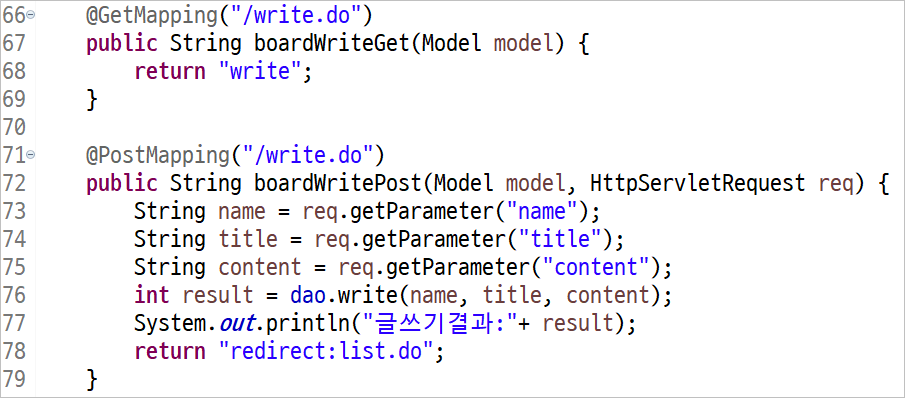 66 @GetMapping("/write.do")
67 public String boardWriteGet(Model model) {
68 return "write";
69 }
70
71 @PostMapping("/write.do")
72 public String boardWritePost(Model model, HttpServletRequest req) {
73 String name = req.getParameter("name");
74 String title = req.getParameter("title");
75 String content = req.getParameter("content");
76 int result = dao.write(name, title, content);
77 System.out.println("글쓰기결과:"+ result);
78 return "redirect:list.do";
79 }